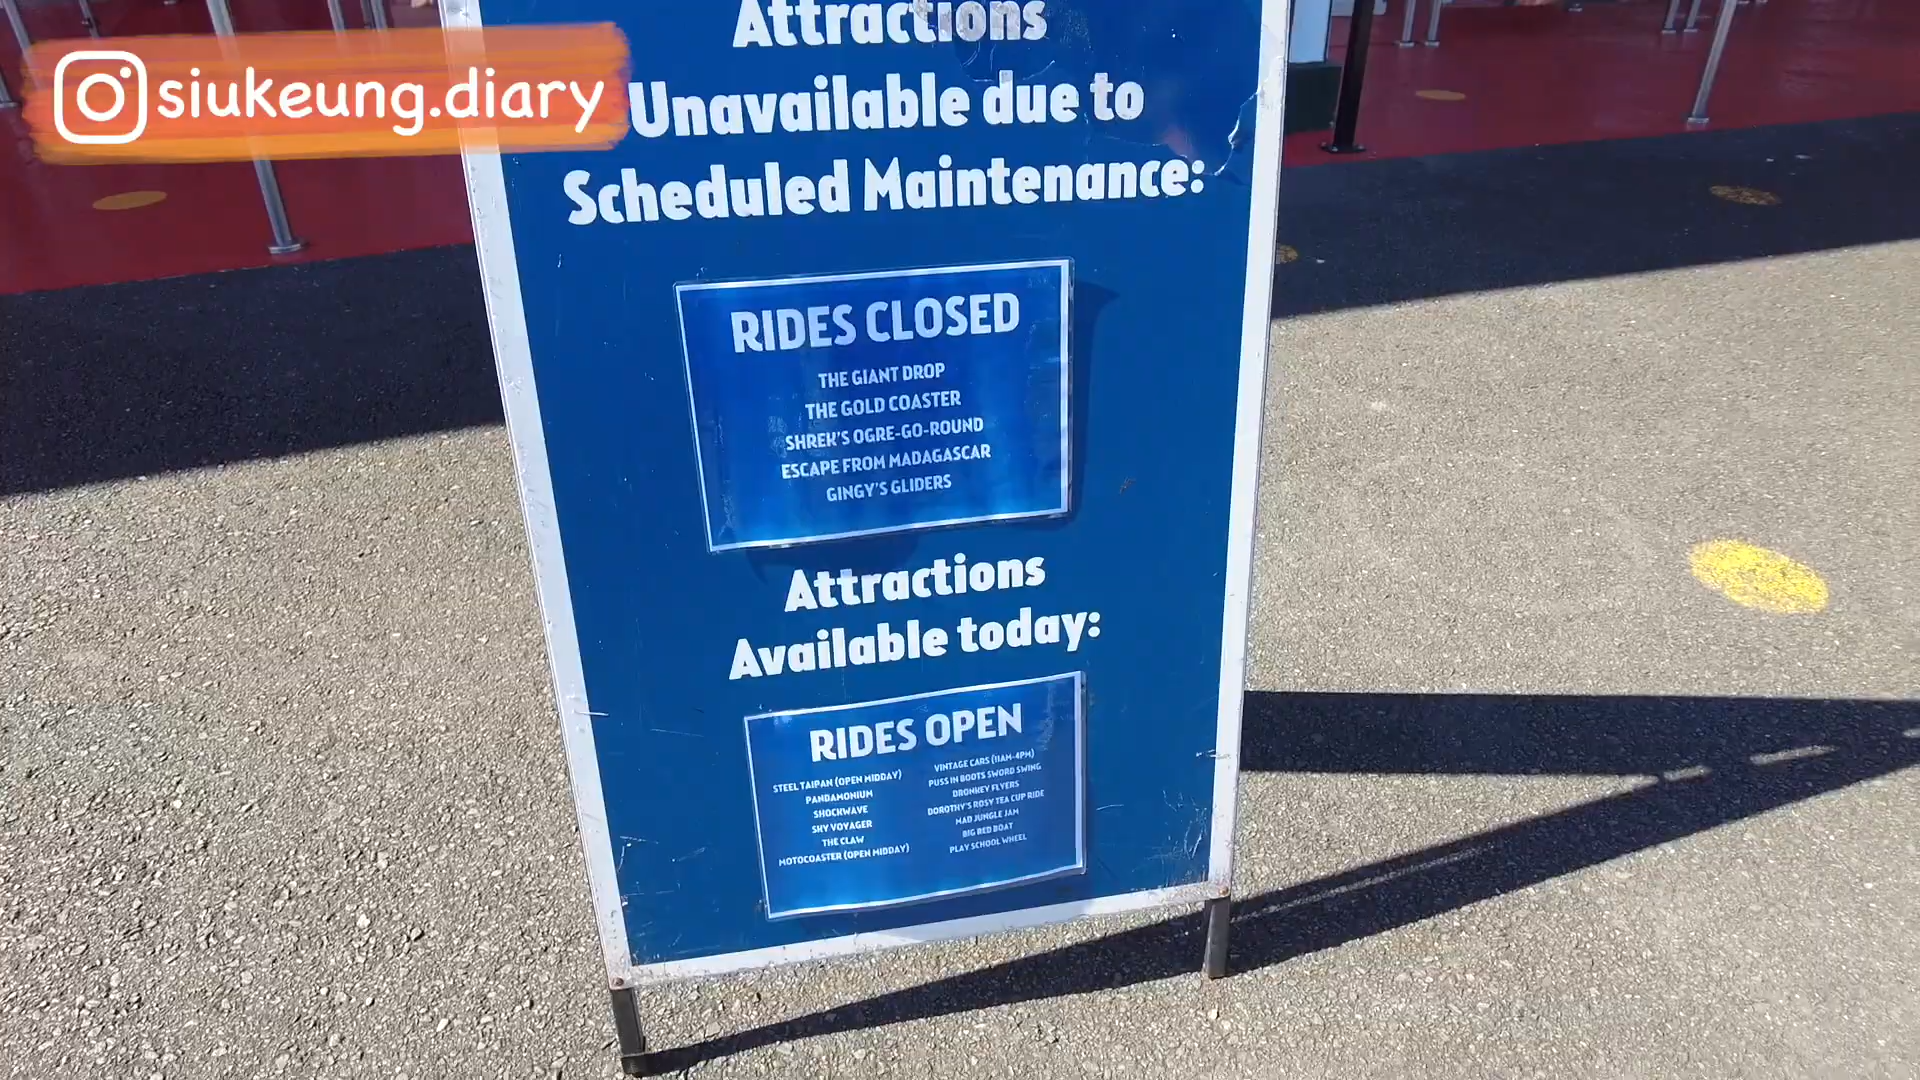 siukeung.diary
Attractions
Unavailable due to
Scheduled Maintenance:
RIDES CLOSED
THE GIANT DROP
THE GOLD COASTER
SHREK'S OGRE-GO-ROUND
ESCAPE FROM MADAGASCAR
GINGY'S GLIDERS
Attractions
Available today:
RIDES OPEN
STEEL TAIPAN (OPEN MIDDAY)
PANDAMONIUM
SHOCKWAVE
SKY VOYAGER
THE CLAW
MOTOCOASTER (OPEN MIDDAY)
VINTAGE CARS (11AM-4PM)
PUSS IN BOOTS SWORD SWING
DRONKEY FLYERS
DOROTHY'S ROSY TEA CUP RIDE
MAD JUNGLE JAM
BIG RED BOAT
PLAY SCHOOL WHEEL